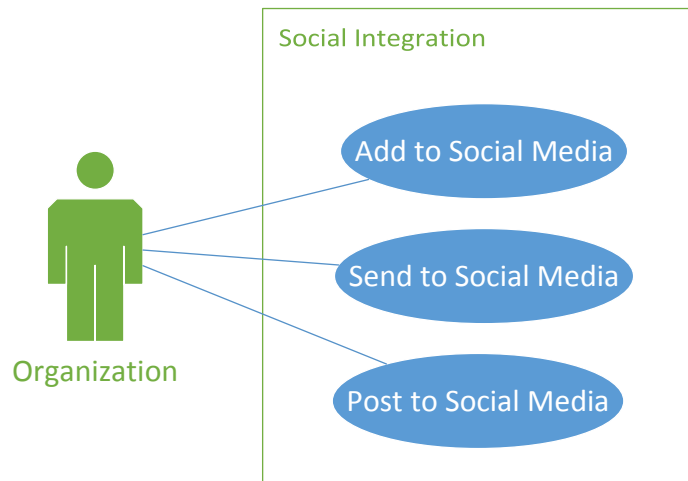 Social Integration
Add to Social Media
Send to Social Media
Organization
Post to Social Media